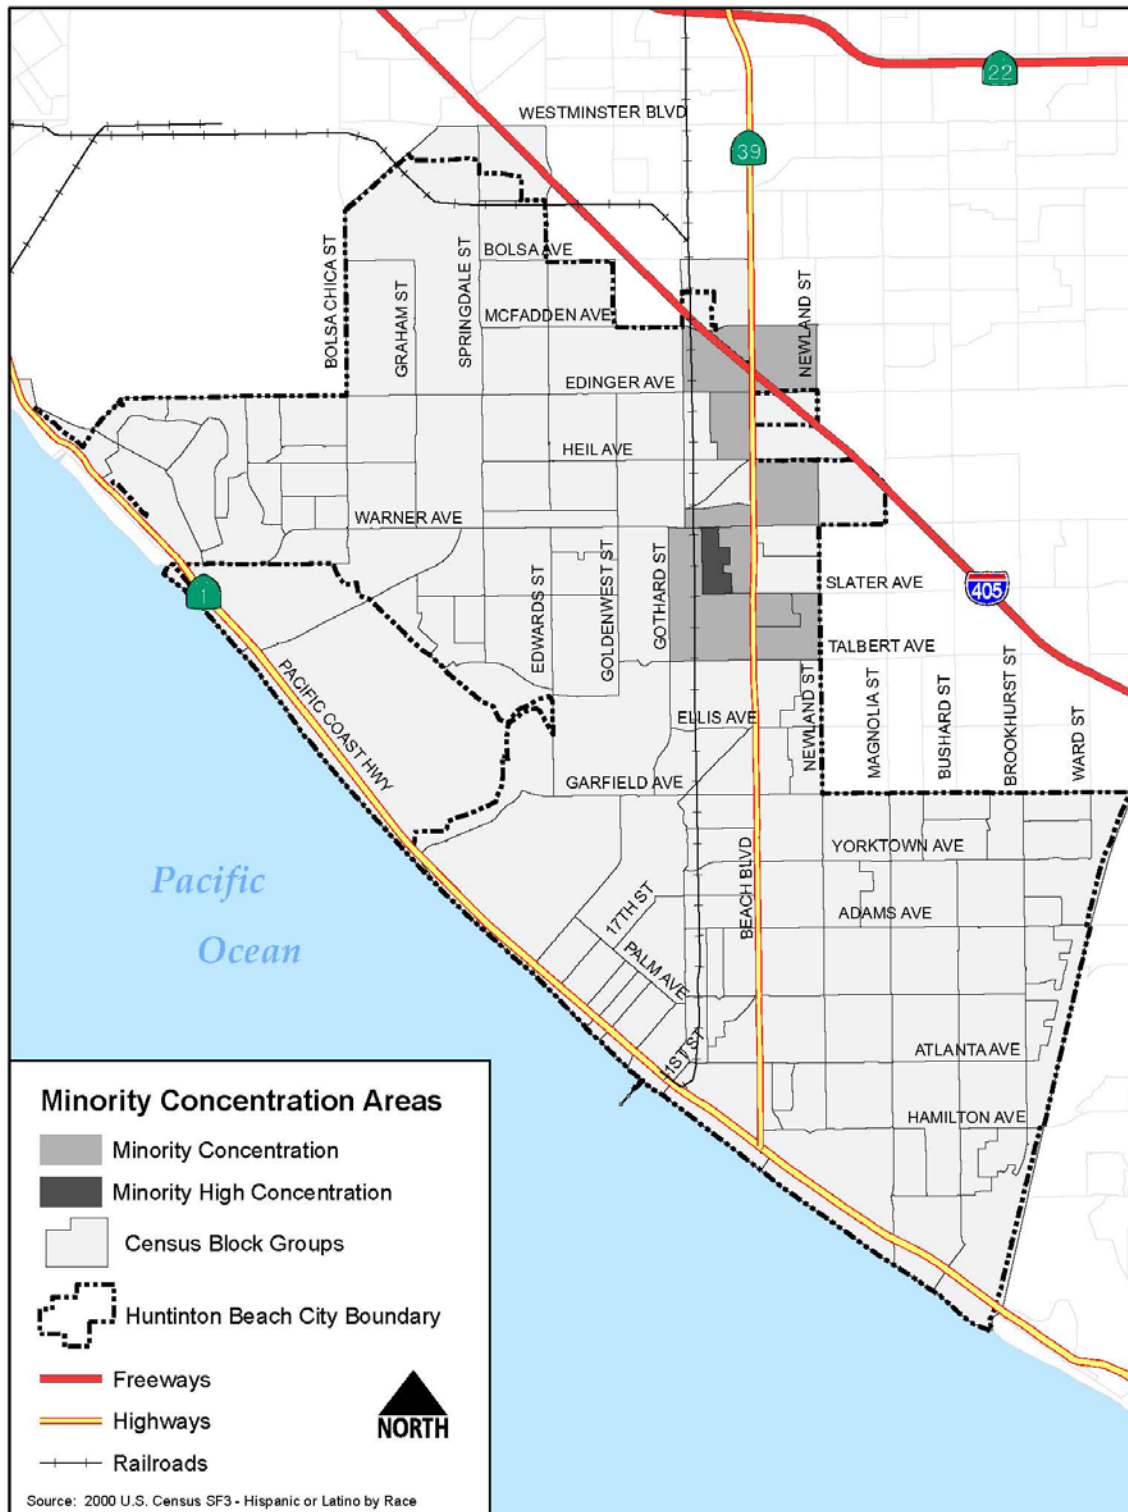 22
WESTMINSTER BLVD
39
BOLSA CHICA ST
GRAHAM ST
SPRINGDALE ST
BOLSA AVE
MCFADDEN AVE
NEWLAND ST
EDINGER AVE
HEIL AVE
WARNER AVE
EDWARDS ST
GOLDENWEST ST
GOTHARD ST
SLATER AVE
405
1
TALBERT AVE
PACIFIC COAST HWY
ELLIS AVE
NEWLAND ST
MAGNOLIA ST
BUSHARD ST
BROOKHURST ST
WARD ST
GARFIELD AVE
YORKTOWN AVE
BEACH BLVD
Pacific
Ocean
17TH ST
ADAMS AVE
PALM AVE
1ST ST
ATLANTA AVE
HAMILTON AVE
Minority Concentration Areas
Minority Concentration
Minority High Concentration
Census Block Groups
Huntinton Beach City Boundary
Freeways
Highways
NORTH
Railroads
Source: 2000 U.S. Census SF3 - Hispanic or Latino by Race